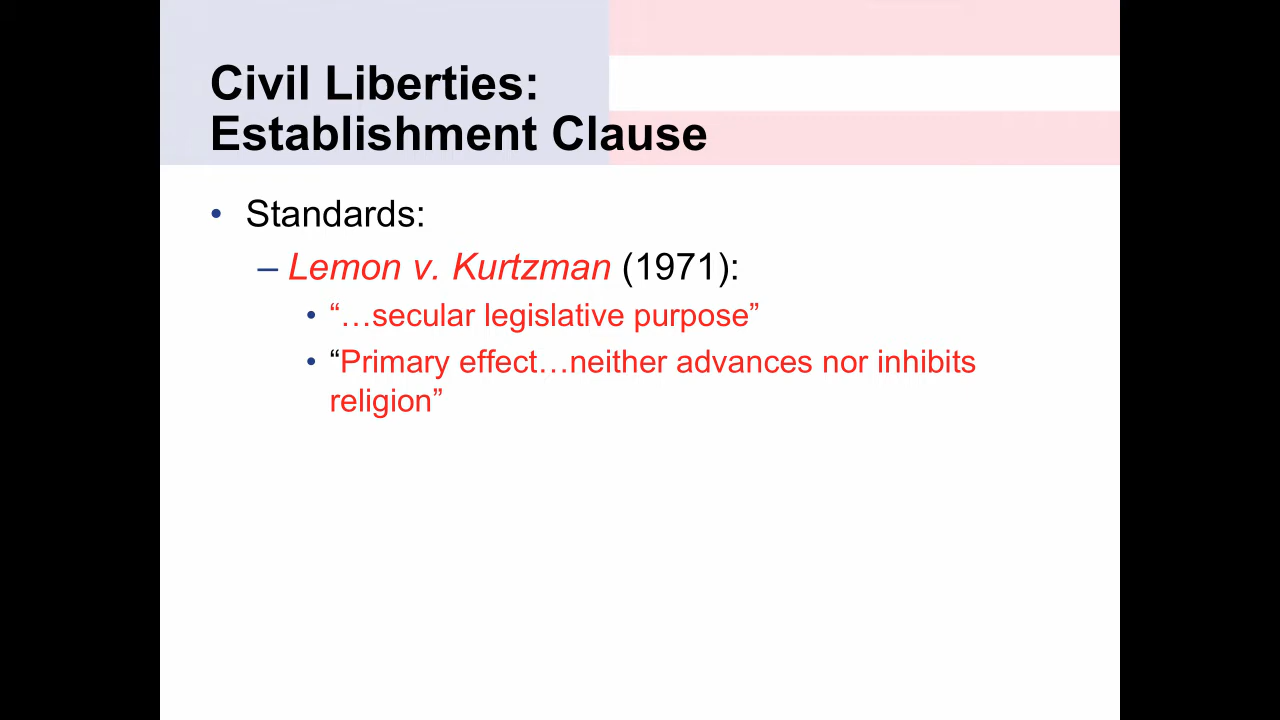 Civil Liberties:
Establishment Clause
• Standards:
– Lemon v. Kurtzman (1971):
• “…secular legislative purpose”
• “Primary effect…neither advances nor inhibits
religion”